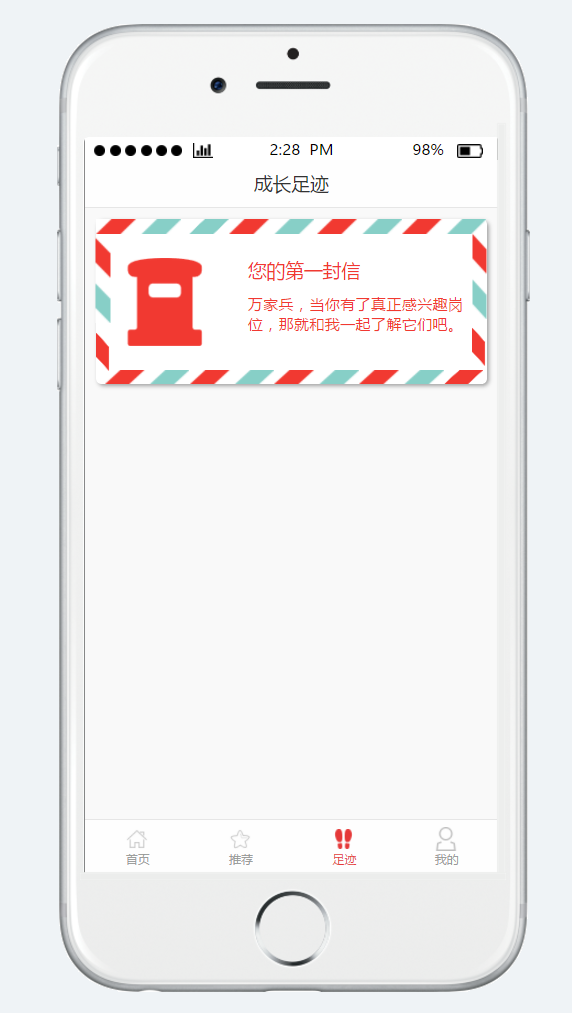 2:28 PM
98%
成长足迹
您的第一封信
万家兵，当你有了真正感兴趣岗
位，那就和我一起了解它们吧。
首页
推荐
足迹
我的